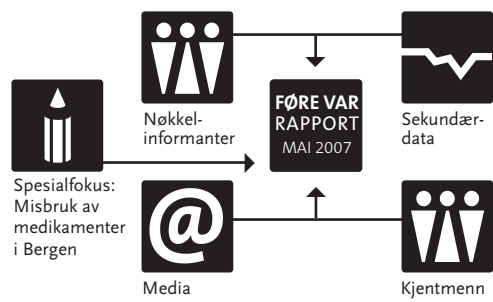 Nøkkel-
informanter
FØRE VAR
RAPPORT
MAI 2007
Sekundær-
data
Spesialfokus:
Misbruk av
medikamenter
i Bergen
@
Media
Kjentmenn